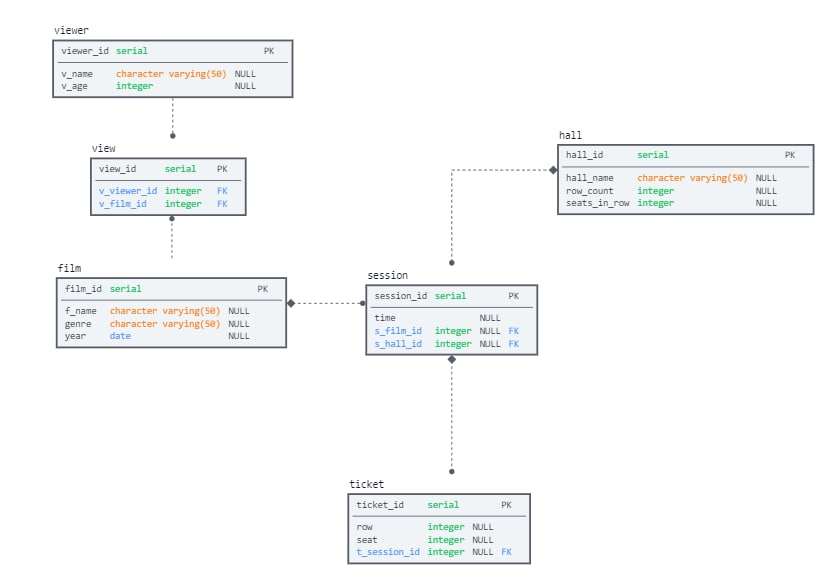 viewer
viewer_id serial PK
v_name character varying(50) NULL
v_age integer NULL
view
view_id serial PK
v_viewer_id integer FK
v_film_id integer FK
hall
hall_id serial PK
hall_name character varying(50) NULL
row_count integer NULL
seats_in_row integer NULL
film
film_id serial PK
f_name character varying(50) NULL
genre character varying(50) NULL
year date NULL
session
session_id serial PK
time NULL
s_film_id integer NULL FK
s_hall_id integer NULL FK
ticket
ticket_id serial PK
row integer NULL
seat integer NULL
t_session_id integer NULL FK